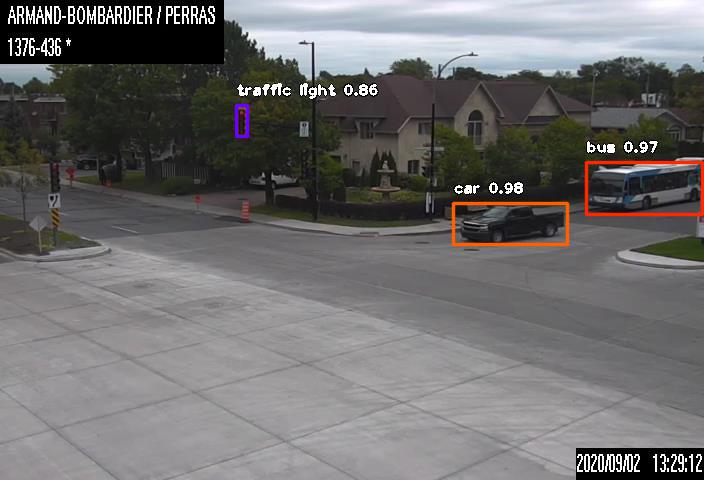 ARMAND-BOMBARDIER / PERRAS
1376-436 *
traffic light 0.86
bus 0.97
car 0.98
2020/09/02 13:29:12